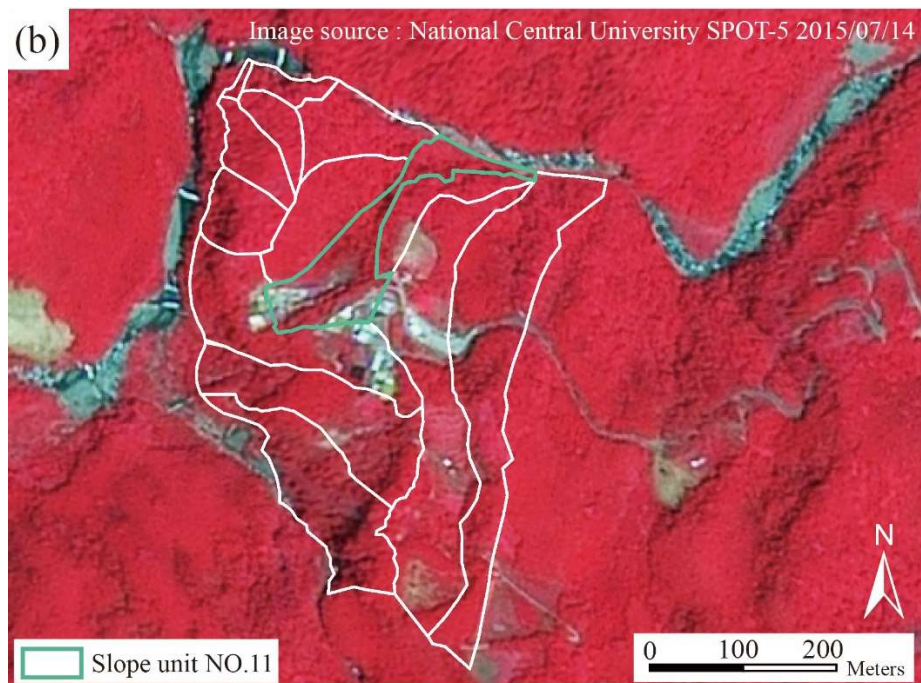 (b)
Image source : National Central University SPOT-5 2015/07/14
N
Slope unit NO.11
0 100 200
Meters